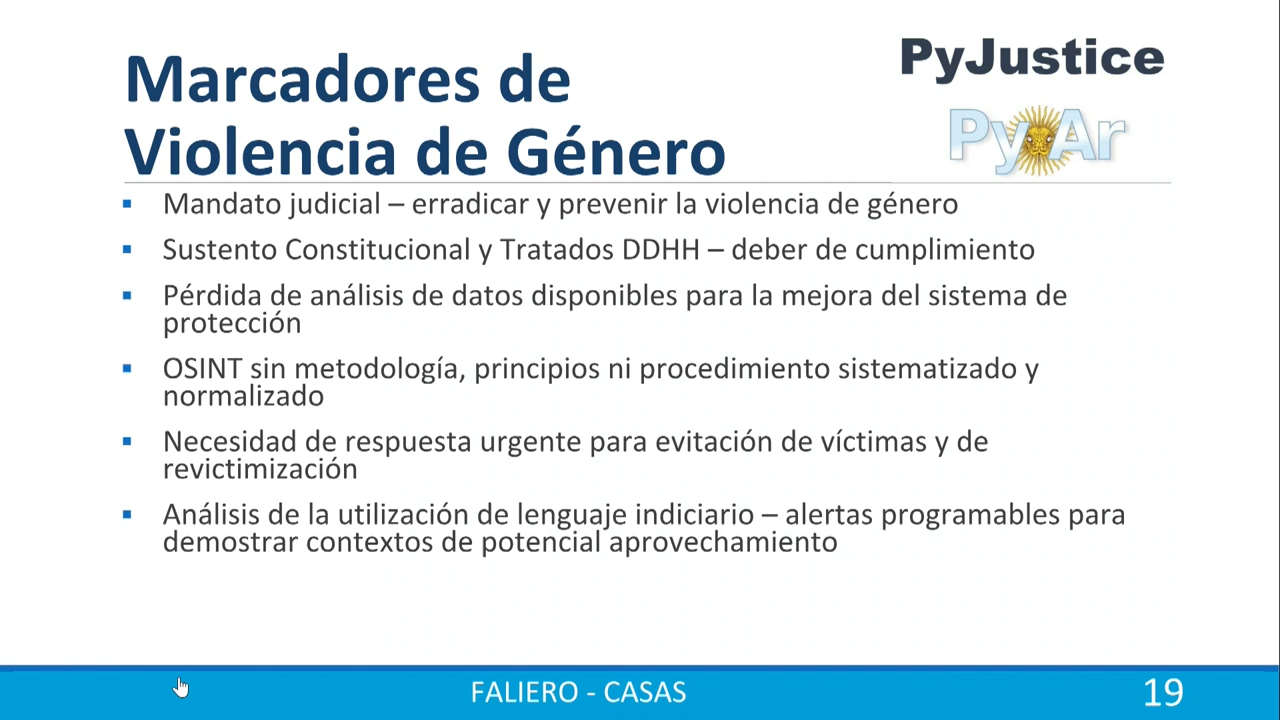 Marcadores de
Violencia de Género
PyJustice
PyAr
▪ Mandato judicial – erradicar y prevenir la violencia de género
▪ Sustento Constitucional y Tratados DDHH – deber de cumplimiento
▪ Pérdida de análisis de datos disponibles para la mejora del sistema de
protección
▪ OSINT sin metodología, principios ni procedimiento sistematizado y
normalizado
▪ Necesidad de respuesta urgente para evitación de víctimas y de
revictimización
▪ Análisis de la utilización de lenguaje indiciario – alertas programables para
demostrar contextos de potencial aprovechamiento
FALIERO - CASAS
19